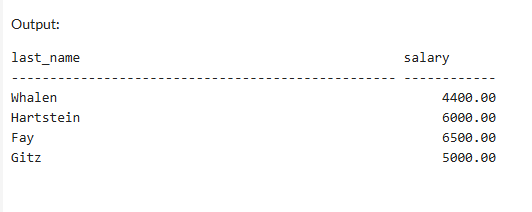 Output:
last_name                                          salary
-------------------------------------------------- ------------
Whalen                                                  4400.00
Hartstein                                               6000.00
Fay                                                     6500.00
Gitz                                                    5000.00